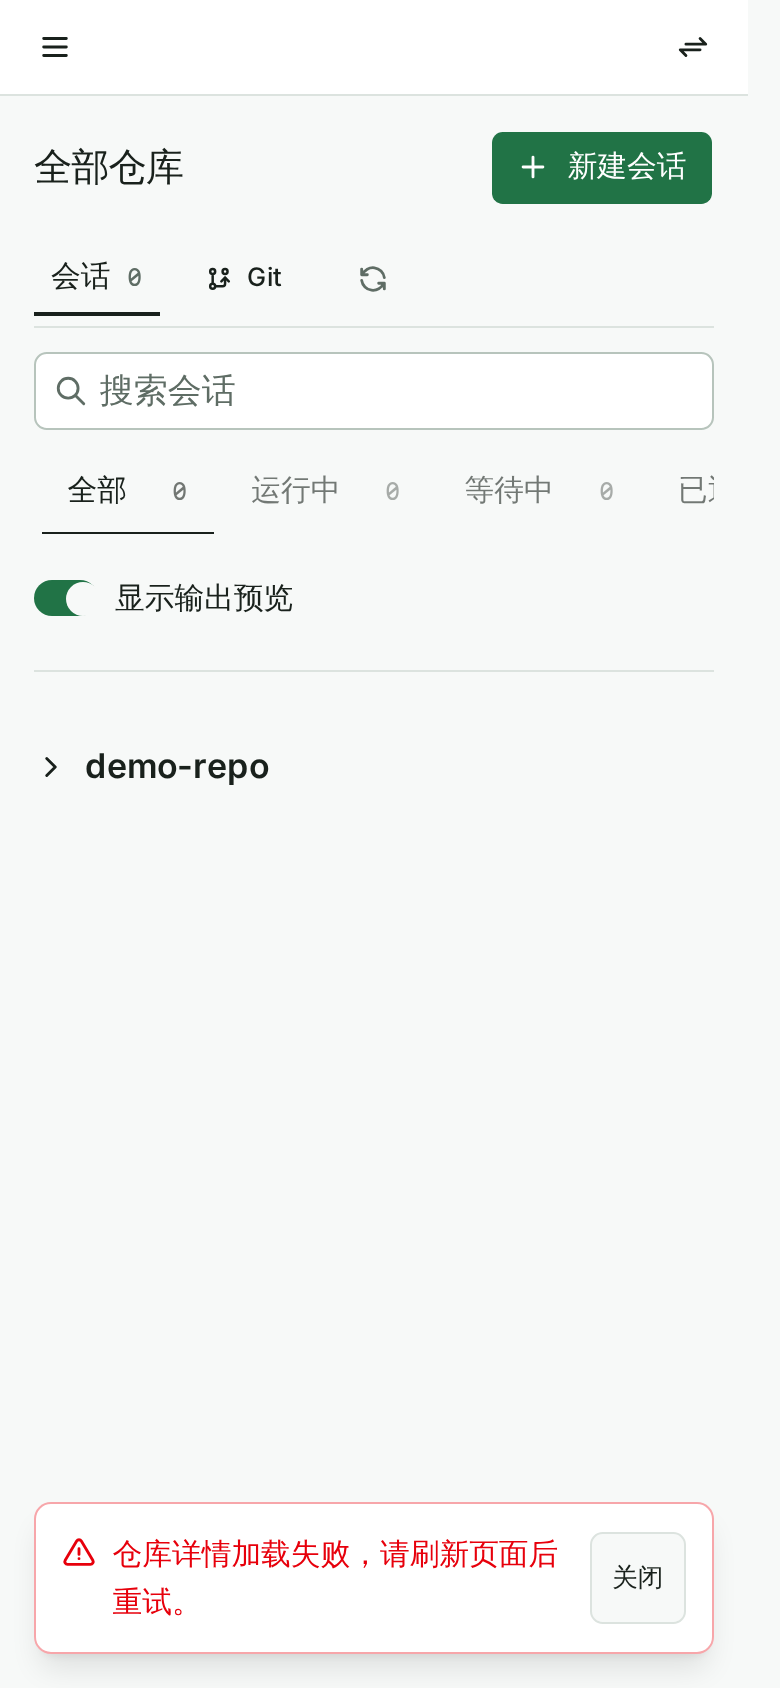 全部仓库
新建会话
会话 0
Git
搜索会话
全部 0 运行中 0 等待中 0 已
显示输出预览
demo-repo
仓库详情加载失败，请刷新页面后
重试。
关闭